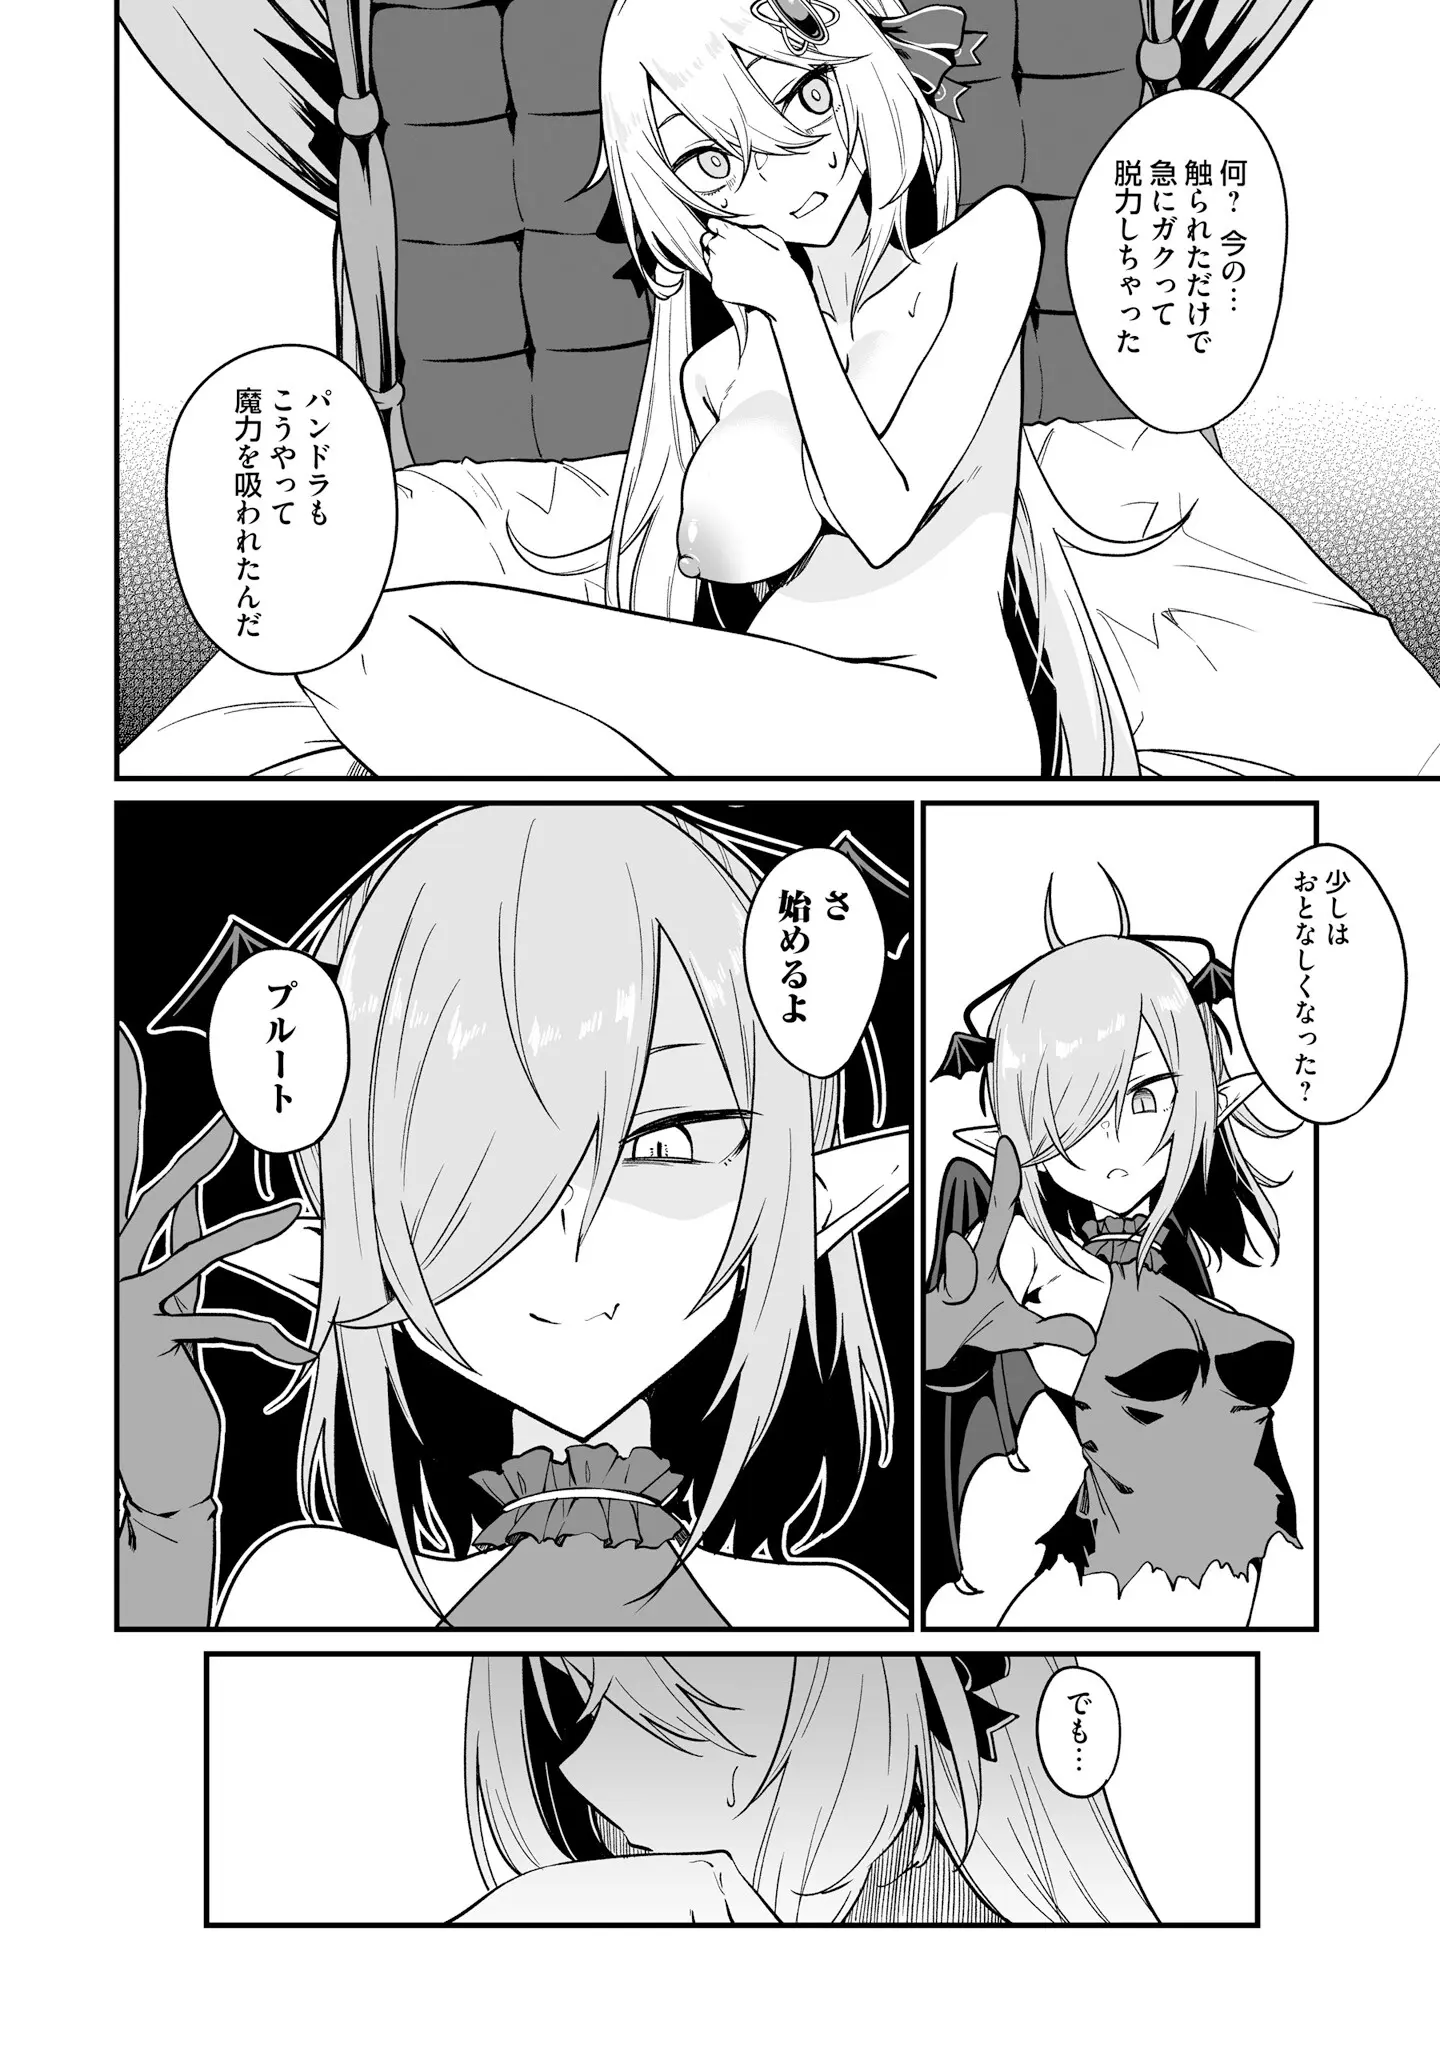 何？今の…
触られただけで
急にガクって
脱力しちゃった
パンドラも
こうやって
魔力を吸われたんだ
少しは
おとなしくなった？
さ
始めるよ
プルート
でも…